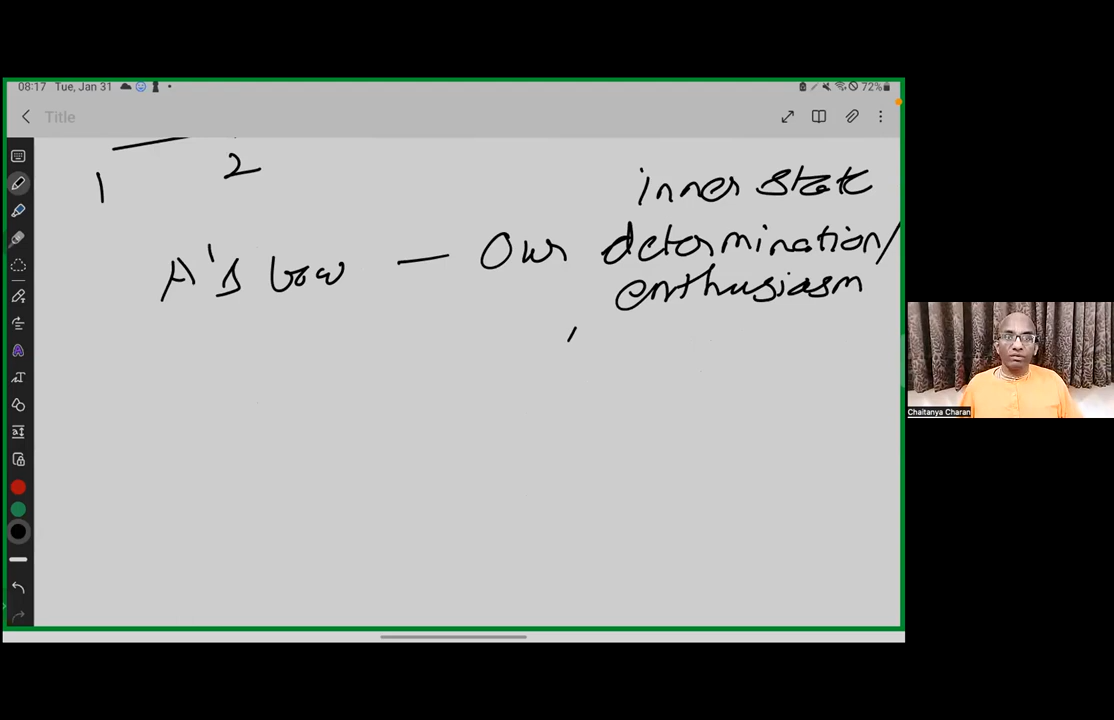 08:17 Tue, Jan 31 72%
Title
1 2
inner state
A's bow — Our determination/
enthusiasm
Chaitanya Charan